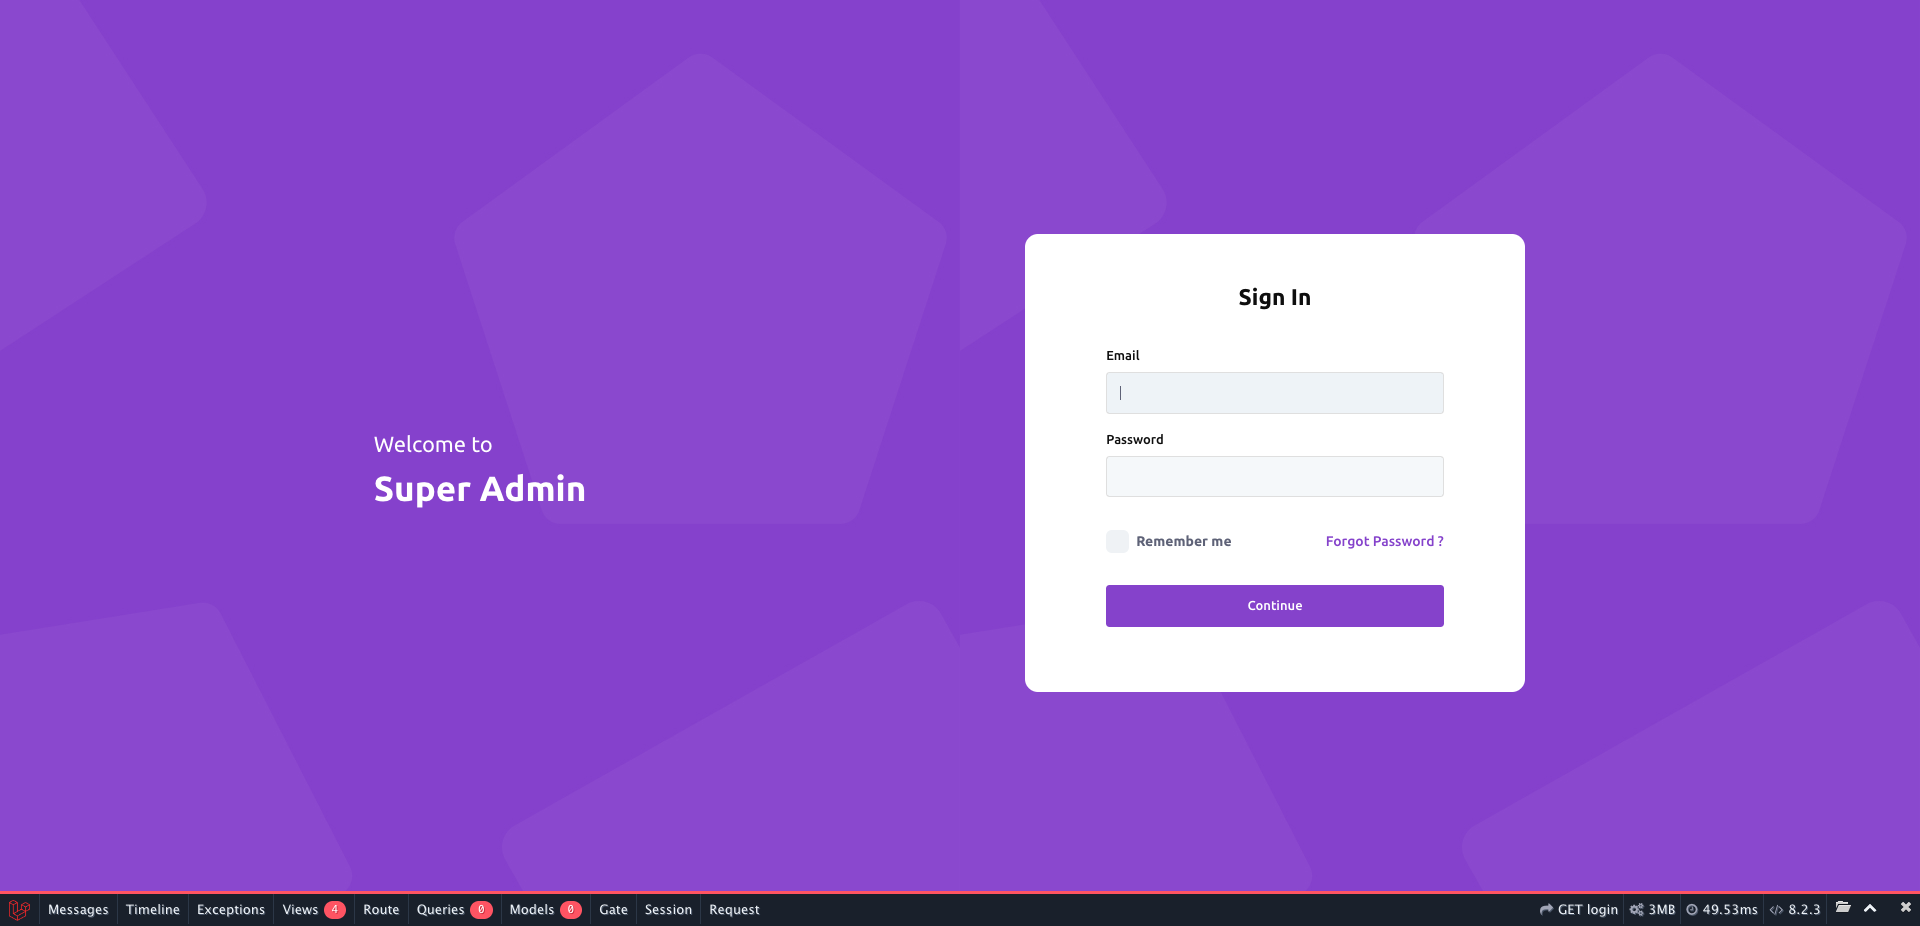 Welcome to
Super Admin
Sign In
Email
Password
Remember me Forgot Password ?
Continue
Messages Timeline Exceptions Views 4 Route Queries 0 Models 0 Gate Session Request GET login 3MB 49.53ms 8.2.3